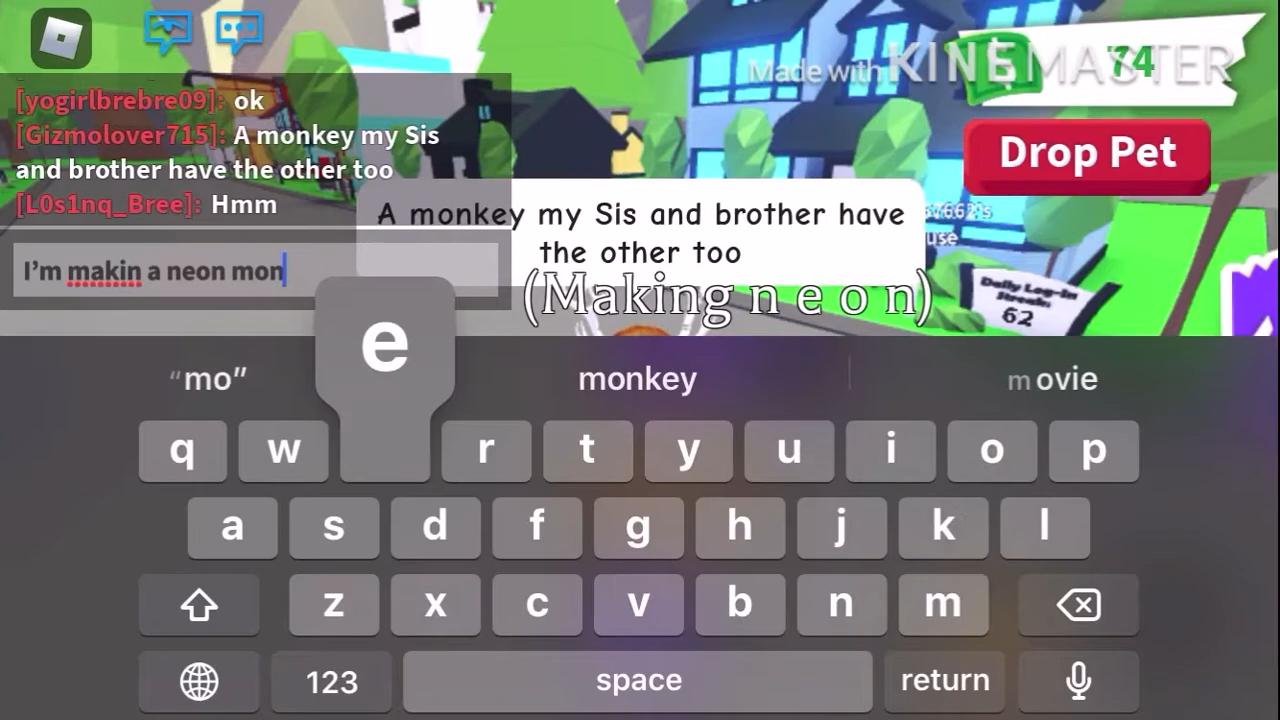 Made with KINEMASTER
74
[yogirlbrebre09]: ok
[Gizmolover715]: A monkey my Sis
and brother have the other too
[L0s1nq_Bree]: Hmm
Drop Pet
A monkey my Sis and brother have
the other too
I'm makin a neon mon
(Making n e o n)
Daily Log-In
Streak:
62
e
"mo" monkey movie
q w r t y u i o p
a s d f g h j k l
z x c v b n m
123 space return